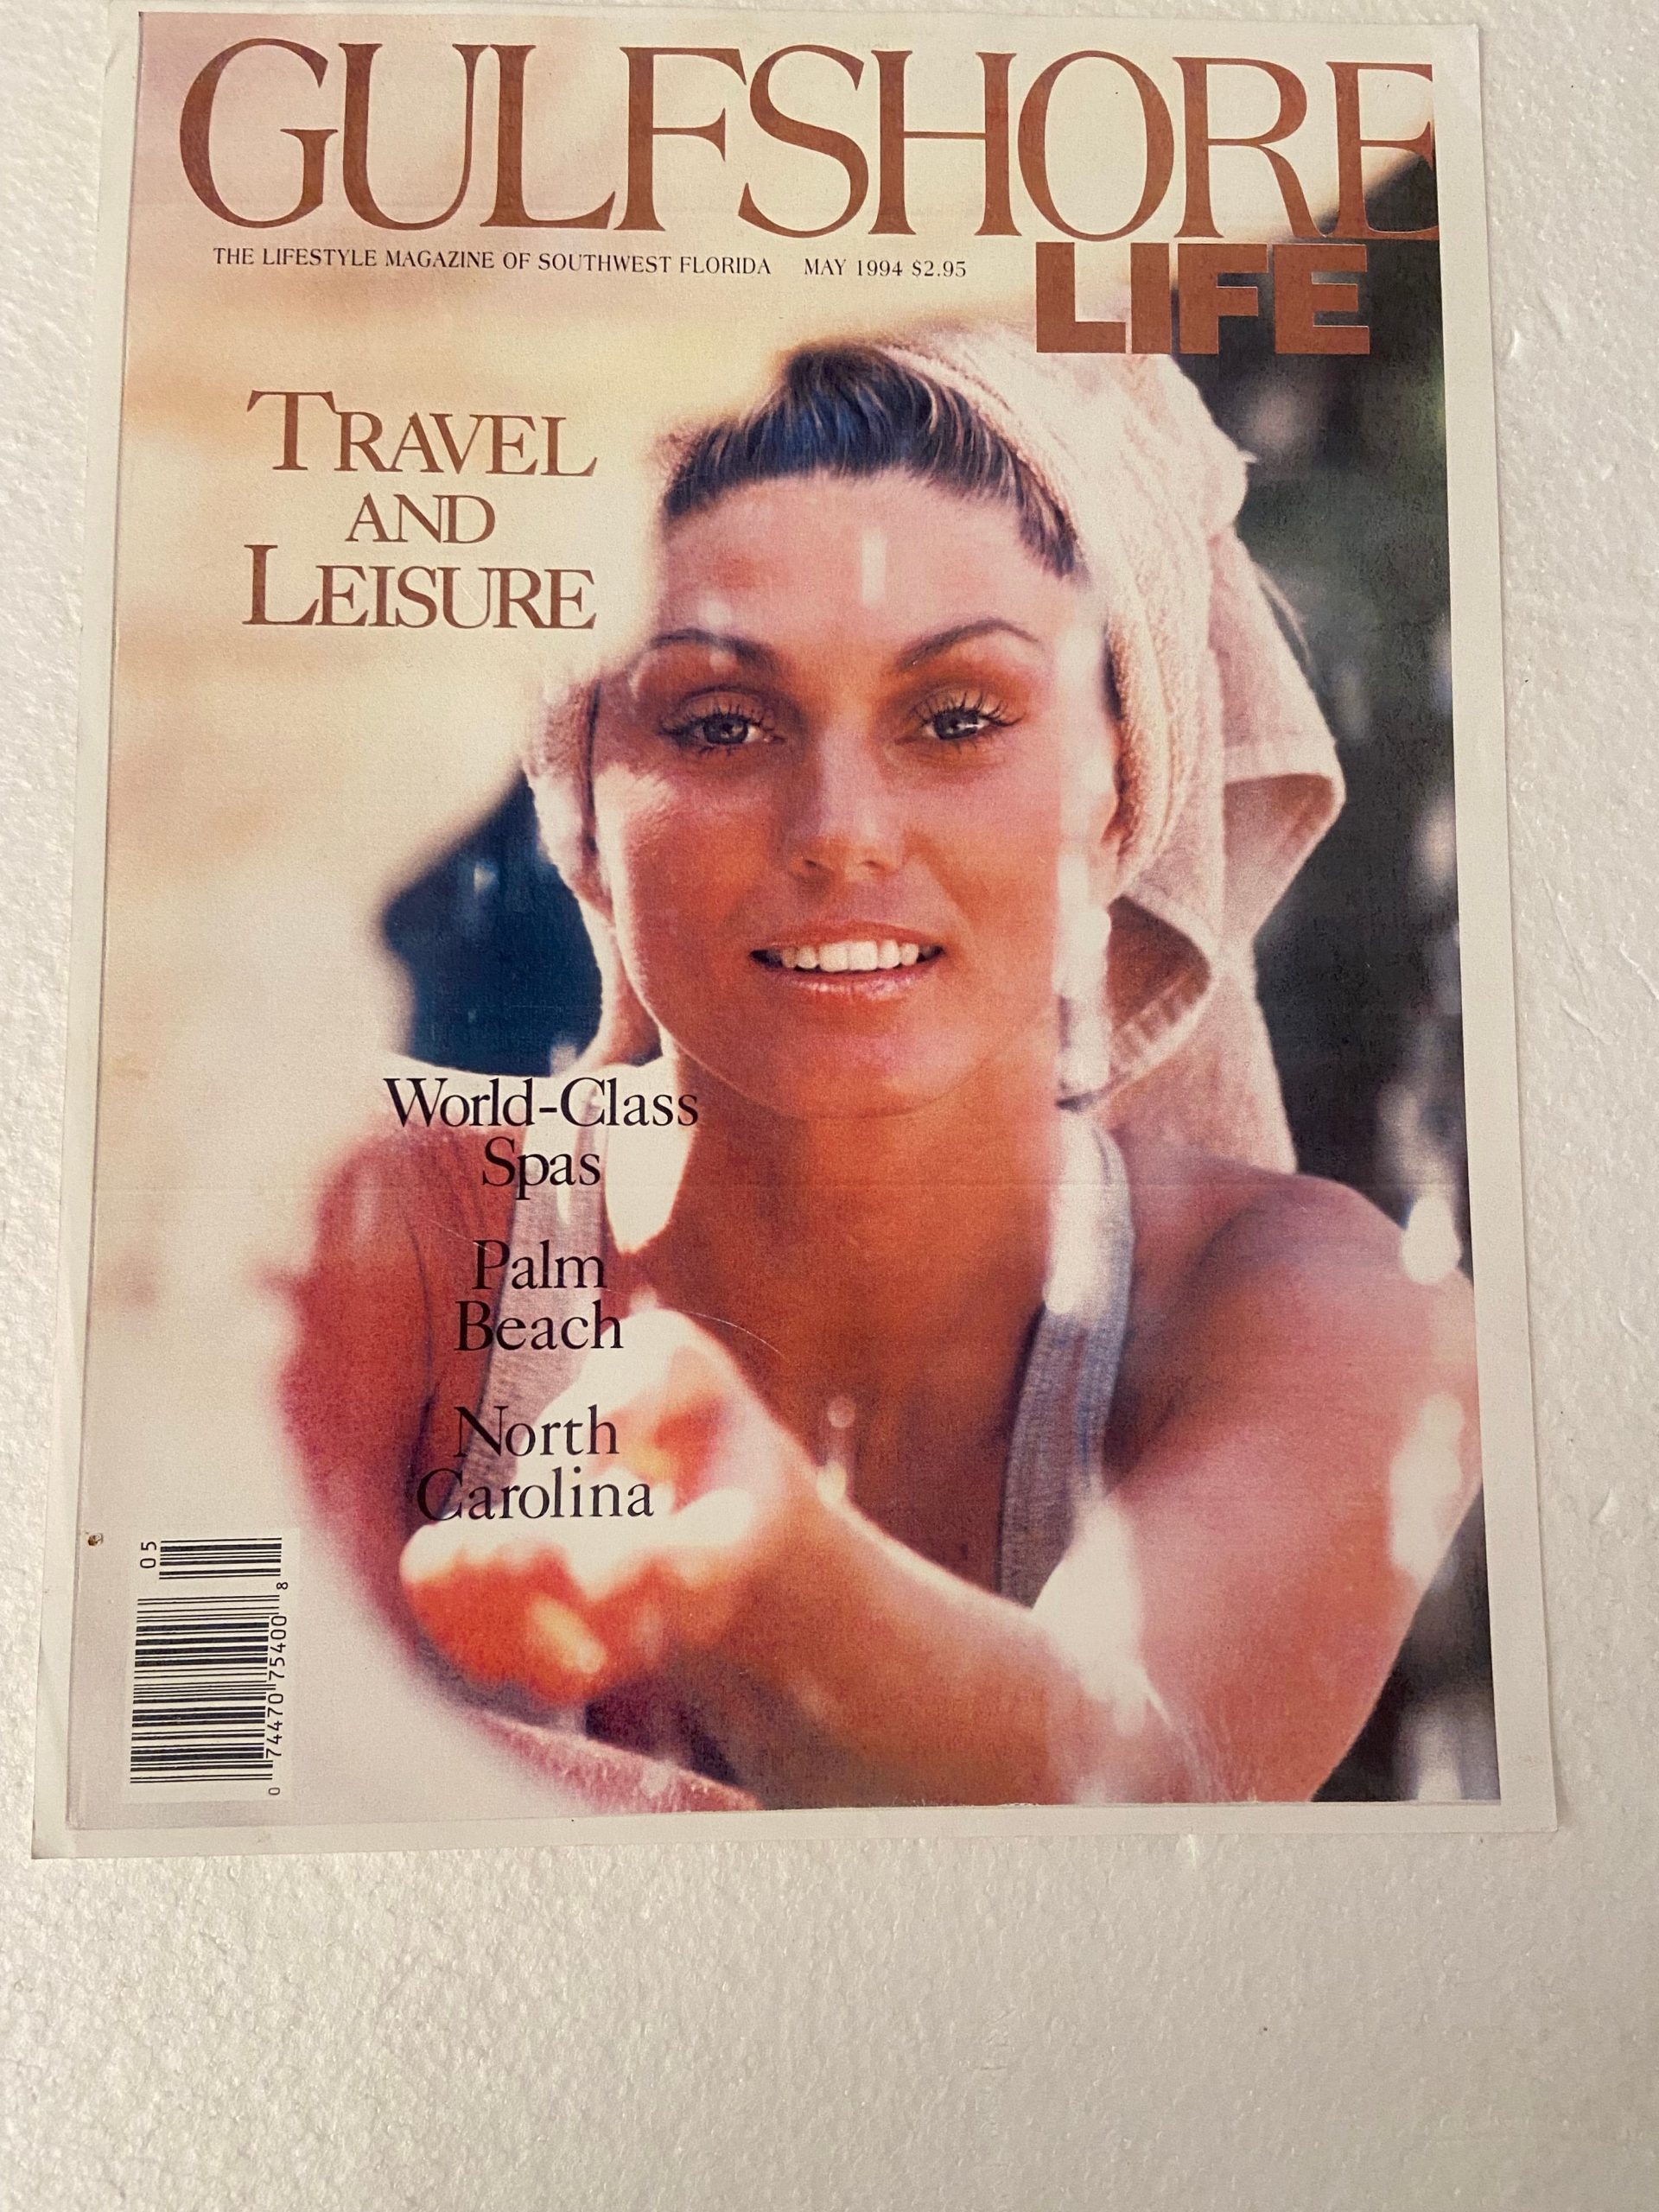 GULFSHORE
LIFE
THE LIFESTYLE MAGAZINE OF SOUTHWEST FLORIDA MAY 1994 $2.95
TRAVEL
AND
LEISURE
World-Class
Spas
Palm
Beach
North
Carolina
05
0 74470 75400 8